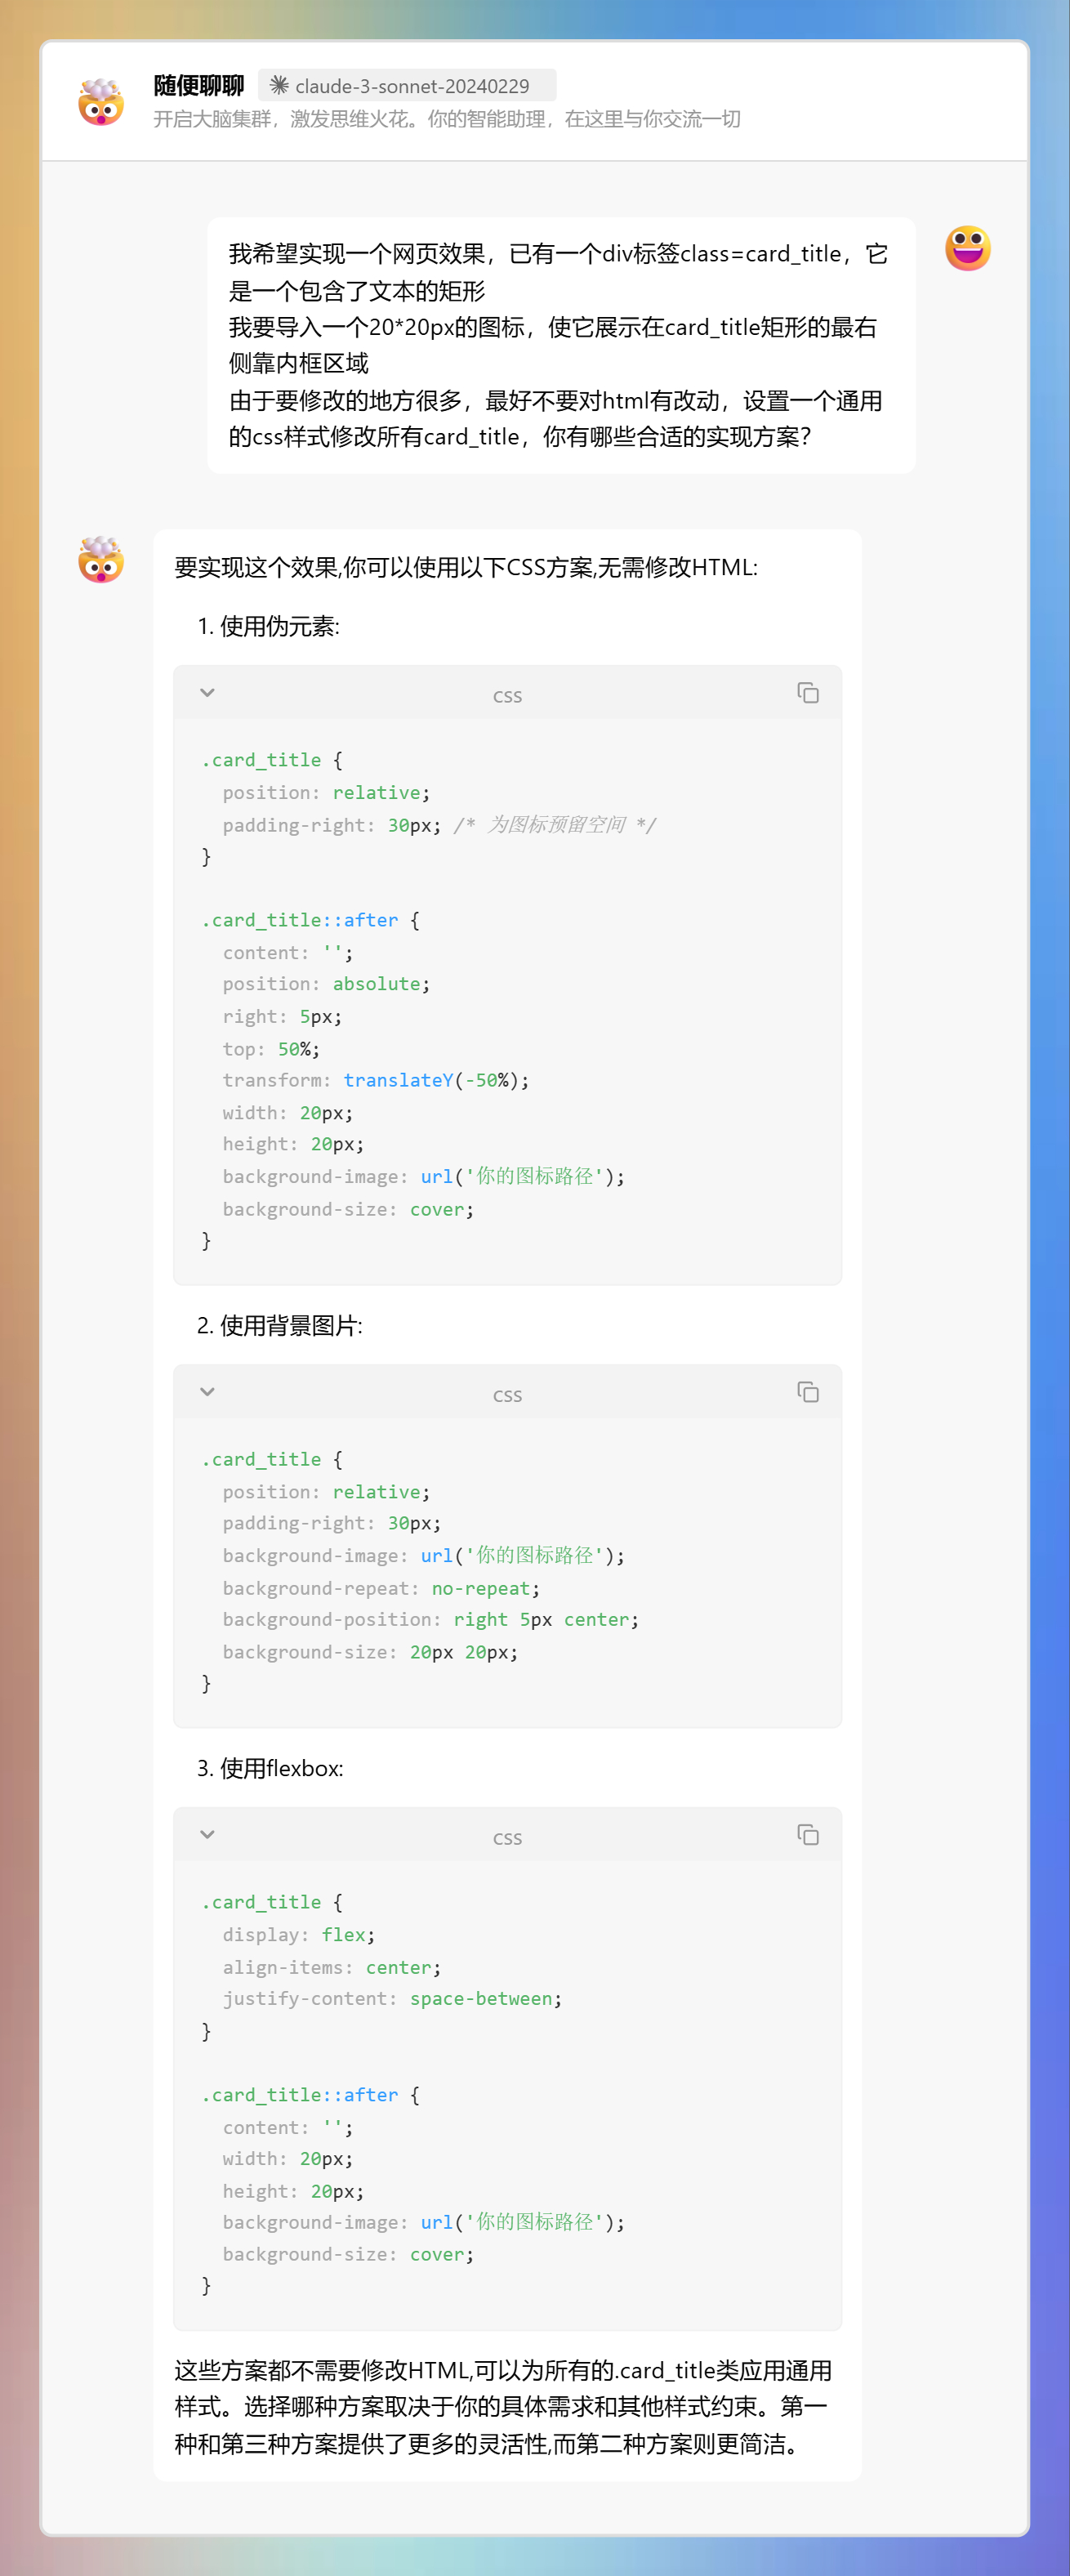 随便聊聊 claude-3-sonnet-20240229
开启大脑集群，激发思维火花。你的智能助理，在这里与你交流一切
我希望实现一个网页效果，已有一个div标签class=card_title，它
是一个包含了文本的矩形
我要导入一个20*20px的图标，使它展示在card_title矩形的最右
侧靠内框区域
由于要修改的地方很多，最好不要对html有改动，设置一个通用
的css样式修改所有card_title，你有哪些合适的实现方案？
要实现这个效果,你可以使用以下CSS方案,无需修改HTML:
1. 使用伪元素:
css
.card_title {
  position: relative;
  padding-right: 30px; /* 为图标预留空间 */
}
.card_title::after {
  content: '';
  position: absolute;
  right: 5px;
  top: 50%;
  transform: translateY(-50%);
  width: 20px;
  height: 20px;
  background-image: url('你的图标路径');
  background-size: cover;
}
2. 使用背景图片:
css
.card_title {
  position: relative;
  padding-right: 30px;
  background-image: url('你的图标路径');
  background-repeat: no-repeat;
  background-position: right 5px center;
  background-size: 20px 20px;
}
3. 使用flexbox:
css
.card_title {
  display: flex;
  align-items: center;
  justify-content: space-between;
}
.card_title::after {
  content: '';
  width: 20px;
  height: 20px;
  background-image: url('你的图标路径');
  background-size: cover;
}
这些方案都不需要修改HTML,可以为所有的.card_title类应用通用
样式。选择哪种方案取决于你的具体需求和其他样式约束。第一
种和第三种方案提供了更多的灵活性,而第二种方案则更简洁。